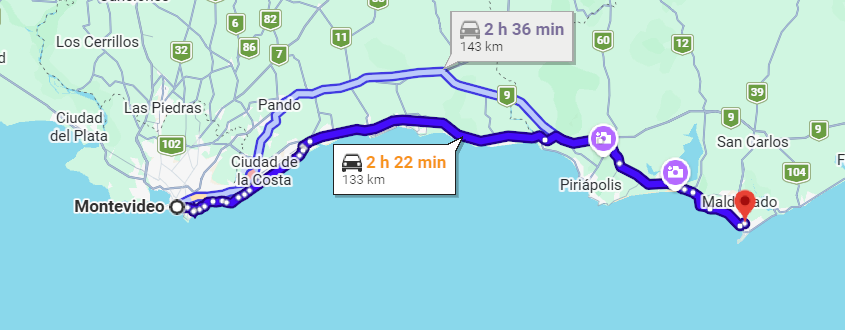 2 h 36 min
143 km
6
Los Cerrillos
82
11
60
12
32
86
7
39
9
Las Piedras
Pando
9
9
Ciudad
del Plata
102
San Carlos
Ciudad de
la Costa
2 h 22 min
133 km
104
Piriápolis
Montevideo